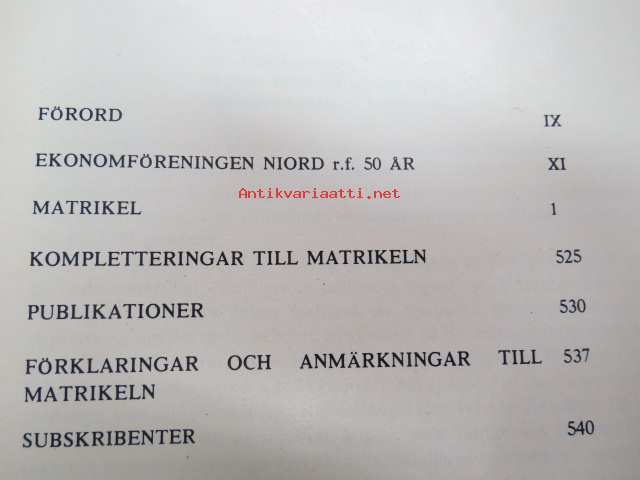 FÖRORD IX
EKONOMFÖRENINGEN NIORD r.f. 50 ÅR XI
Antikvariaatti.net
MATRIKEL 1
KOMPLETTERINGAR TILL MATRIKELN 525
PUBLIKATIONER 530
FÖRKLARINGAR OCH ANMÄRKNINGAR TILL 537
MATRIKELN
SUBSKRIBENTER 540